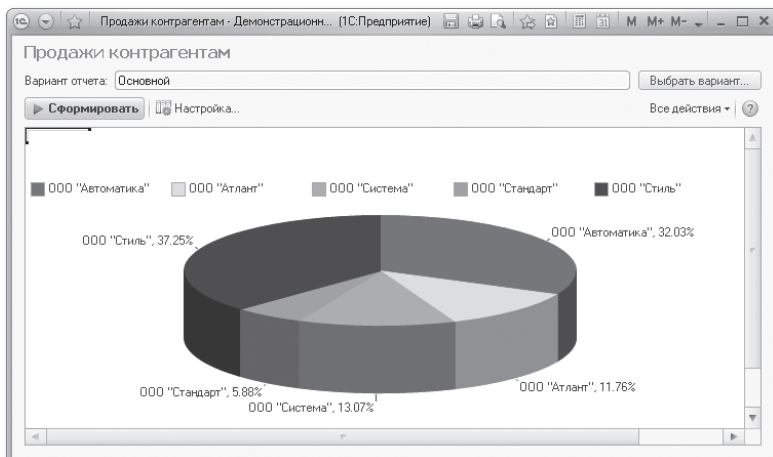 Продажи контрагентам - Демонстрационн... (1С:Предприятие) M M+ M-
Продажи контрагентам
Вариант отчета: Основной Выбрать вариант...
Сформировать Настройка... Все действия
ООО "Автоматика" ООО "Атлант" ООО "Система" ООО "Стандарт" ООО "Стиль"
ООО "Стиль", 37.25%
ООО "Автоматика", 32.03%
ООО "Стандарт", 5.88%
ООО "Атлант", 11.76%
ООО "Система", 13.07%